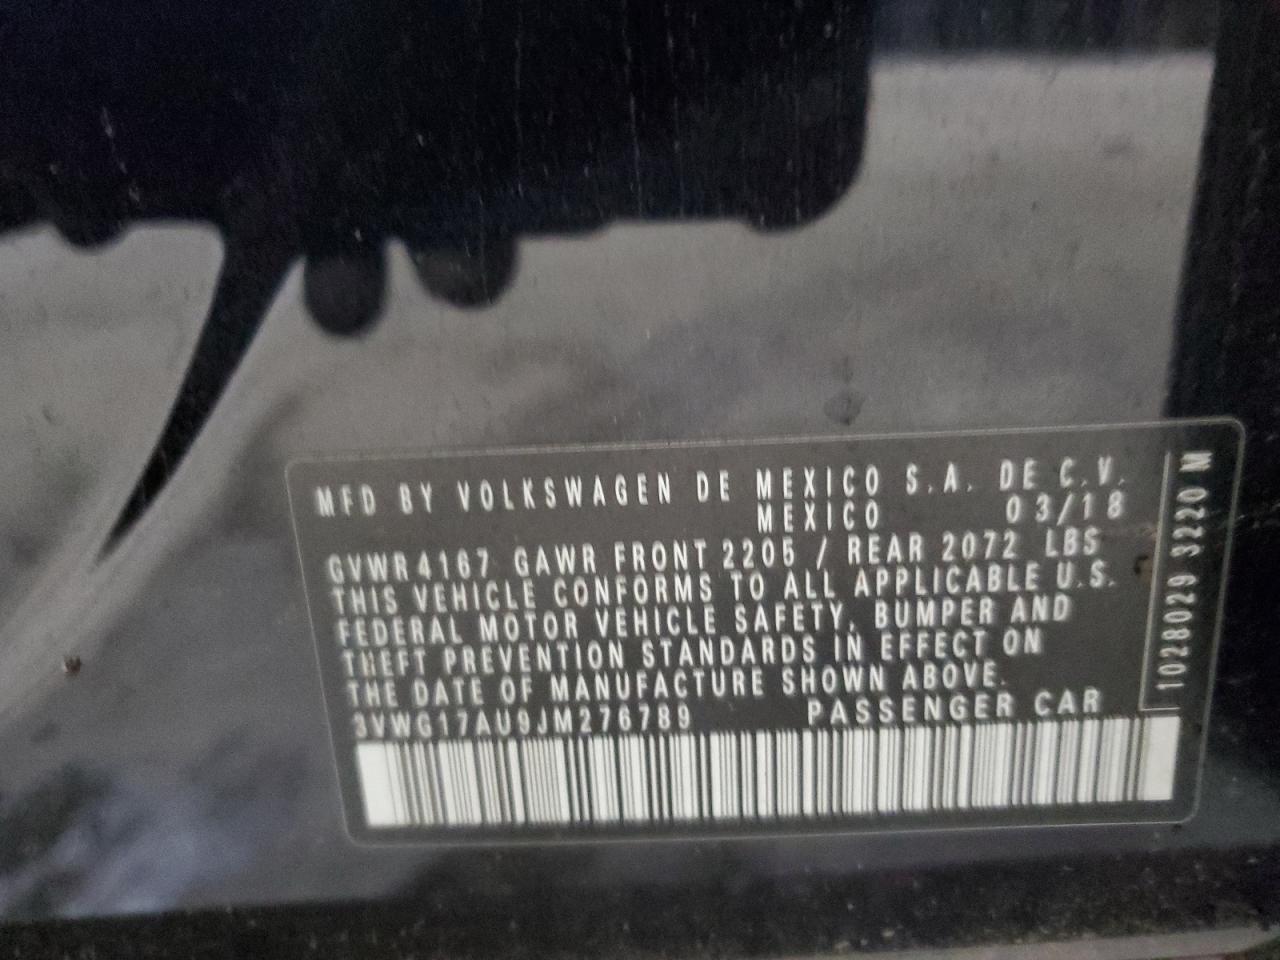 MFD BY VOLKSWAGEN DE MEXICO S.A. DE C.V.
MEXICO 03/18
GVWR 4167 GAWR FRONT 2205 / REAR 2072 LBS
THIS VEHICLE CONFORMS TO ALL APPLICABLE U.S.
FEDERAL MOTOR VEHICLE SAFETY, BUMPER AND
THEFT PREVENTION STANDARDS IN EFFECT ON
THE DATE OF MANUFACTURE SHOWN ABOVE.
3VWG17AU9JM276789 PASSENGER CAR
1028029 3220 M